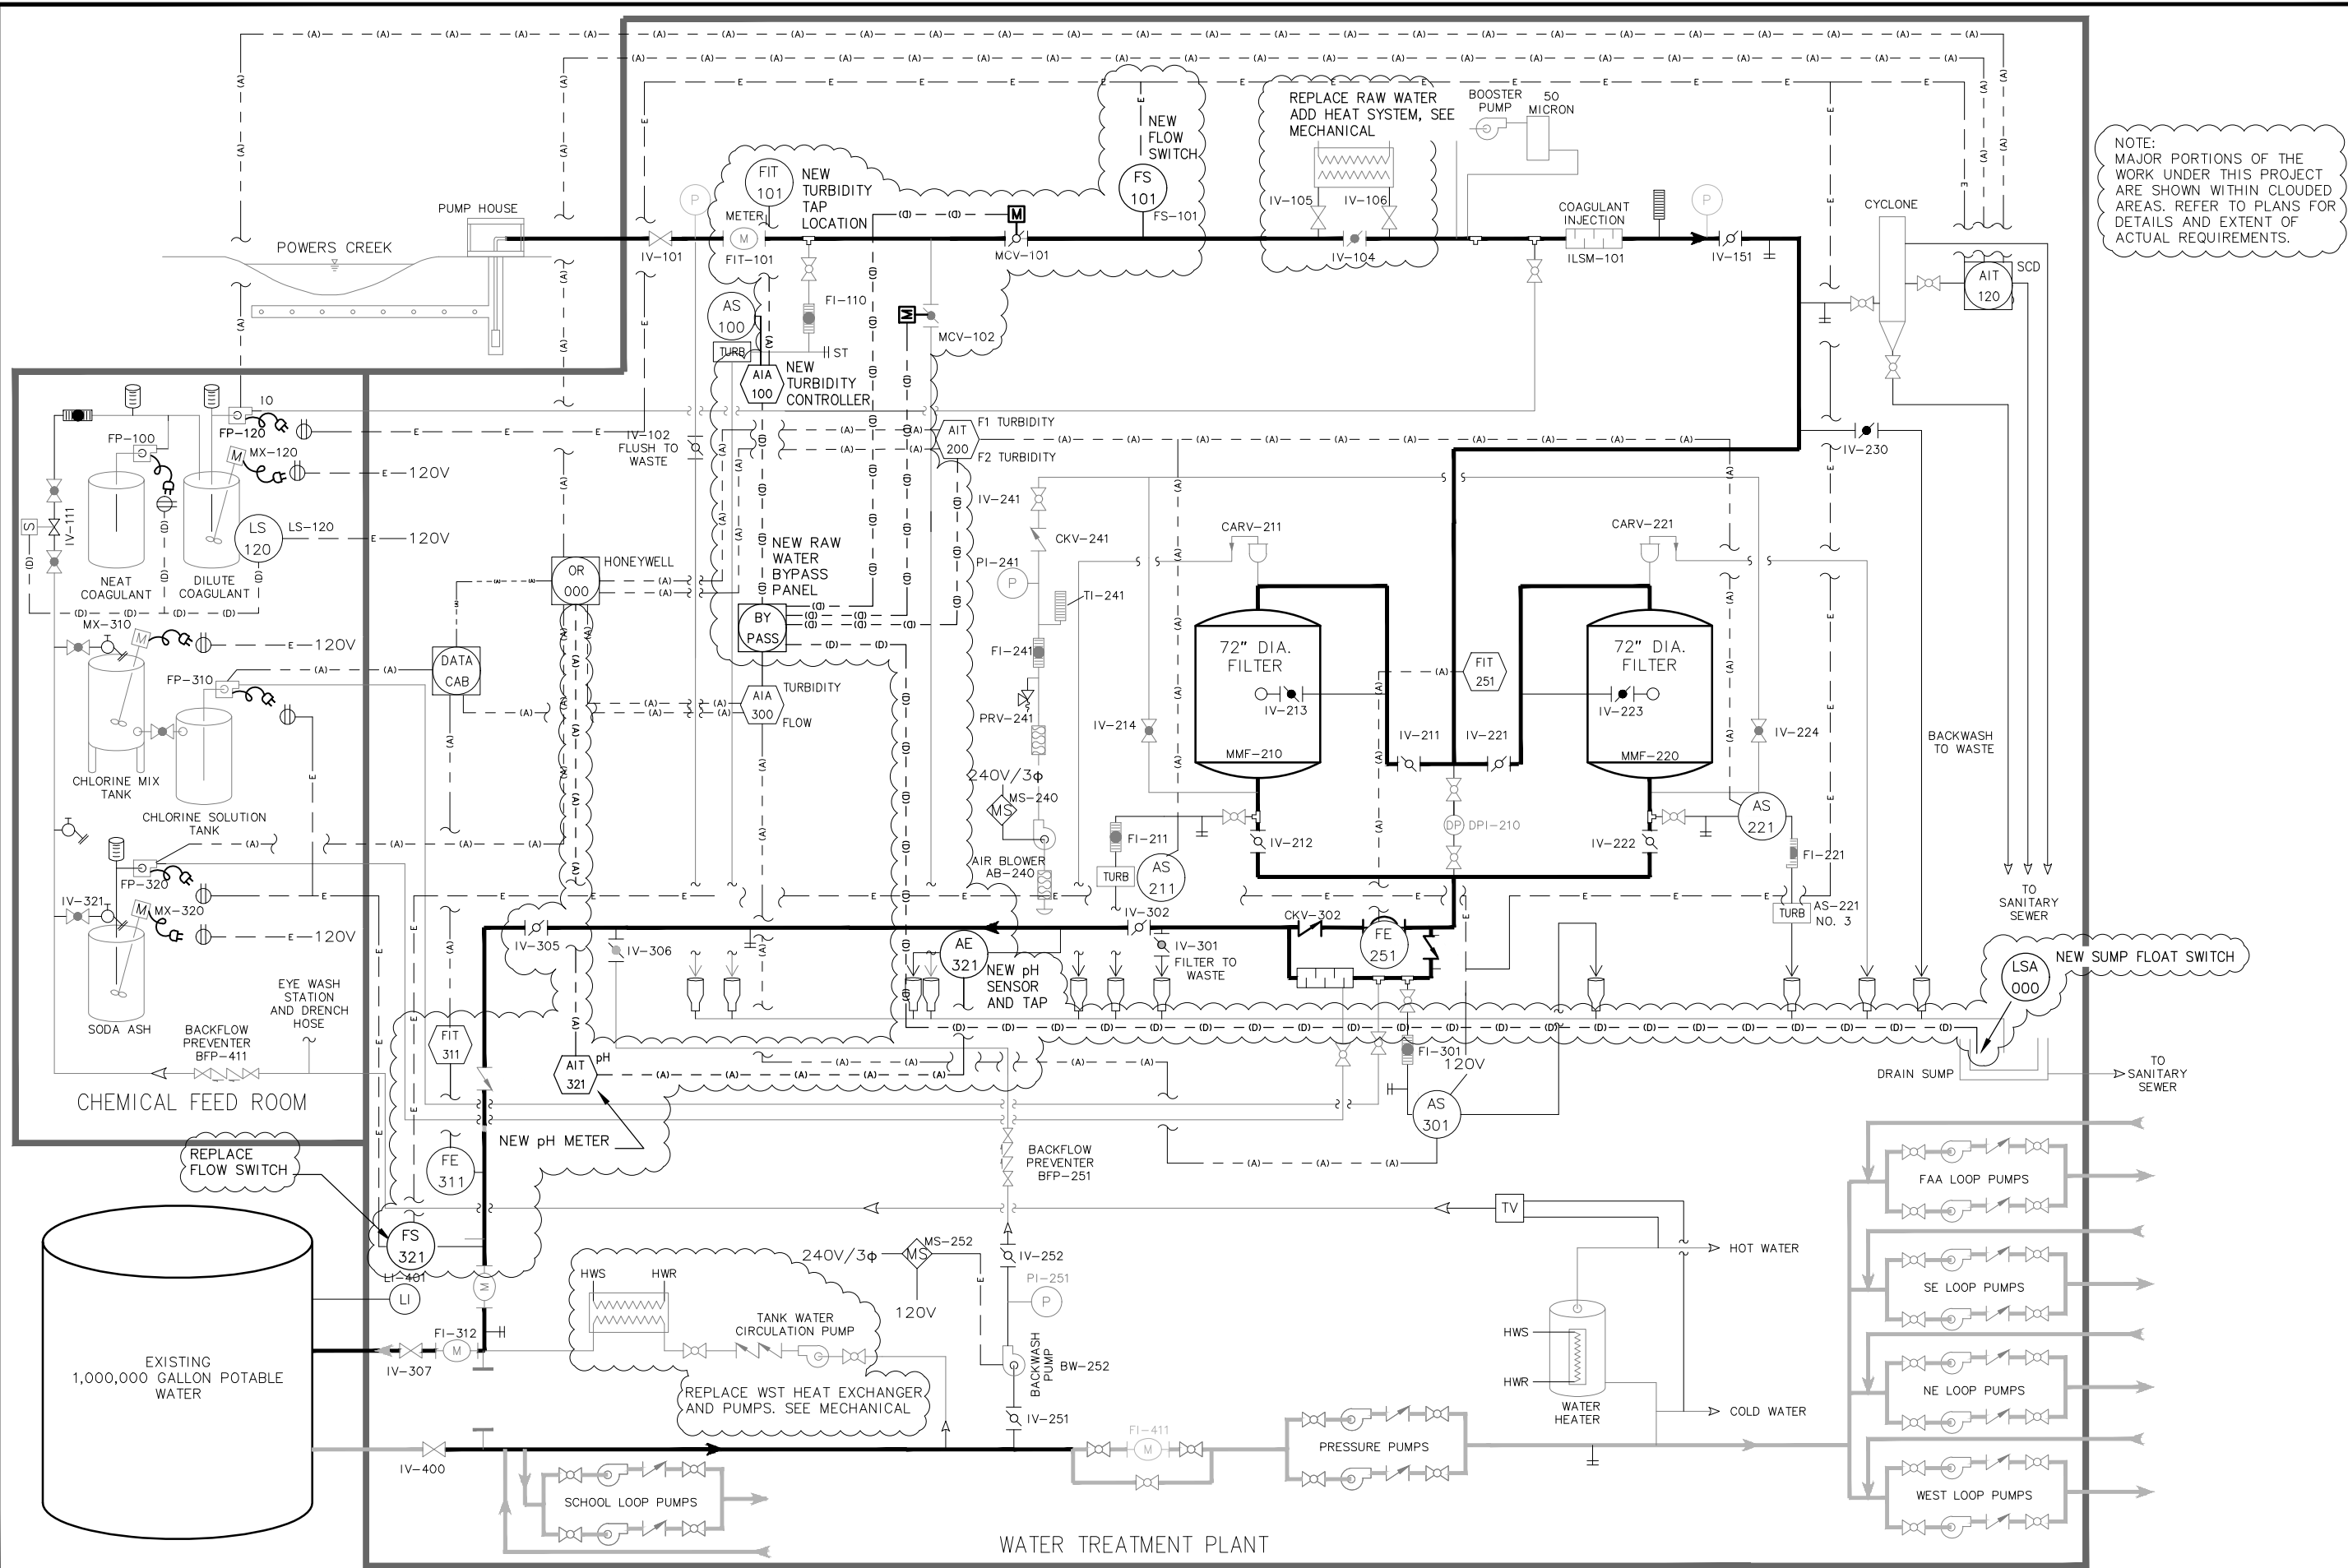 NOTE:
MAJOR PORTIONS OF THE
WORK UNDER THIS PROJECT
ARE SHOWN WITHIN CLOUDED
AREAS. REFER TO PLANS FOR
DETAILS AND EXTENT OF
ACTUAL REQUIREMENTS.
REPLACE RAW WATER
ADD HEAT SYSTEM, SEE
MECHANICAL
BOOSTER
PUMP
50
MICRON
NEW
FLOW
SWITCH
FS
101
FS-101
FIT
101
NEW
TURBIDITY
TAP
LOCATION
METER
M
FIT-101
P
PUMP HOUSE
POWERS CREEK
IV-101
M
MCV-101
IV-105
IV-106
IV-104
COAGULANT
INJECTION
ILSM-101
P
IV-151
CYCLONE
AIT
120
SCD
AS
100
TURB
FI-110
ST
M
MCV-102
AIA
100
NEW
TURBIDITY
CONTROLLER
IV-102
FLUSH TO
WASTE
AIT
200
F1 TURBIDITY
F2 TURBIDITY
IV-230
10
FP-120
FP-100
MX-120
M
120V
LS
120
LS-120
120V
S
IV-111
NEAT
COAGULANT
DILUTE
COAGULANT
MX-310
M
120V
FP-310
CHLORINE MIX
TANK
CHLORINE SOLUTION
TANK
FP-320
IV-321
MX-320
M
120V
SODA ASH
EYE WASH
STATION
AND DRENCH
HOSE
BACKFLOW
PREVENTER
BFP-411
CHEMICAL FEED ROOM
OR
000
HONEYWELL
DATA
CAB
NEW RAW
WATER
BYPASS
PANEL
BY
PASS
AIA
300
TURBIDITY
FLOW
IV-241
CKV-241
PI-241
P
TI-241
FI-241
PRV-241
240V/3ϕ
MS
MS-240
AIR BLOWER
AB-240
CARV-211
CARV-221
72" DIA.
FILTER
IV-213
MMF-210
IV-214
FIT
251
72" DIA.
FILTER
IV-223
MMF-220
IV-224
IV-211
IV-221
DP
DPI-210
IV-212
IV-222
FI-211
TURB
AS
211
AS
221
FI-221
TURB
AS-221
NO. 3
BACKWASH
TO WASTE
TO
SANITARY
SEWER
IV-305
IV-306
AE
321
NEW pH
SENSOR
AND TAP
IV-302
IV-301
FILTER TO
WASTE
CKV-302
FE
251
FI-301
120V
AS
301
LSA
000
NEW SUMP FLOAT SWITCH
DRAIN SUMP
TO
SANITARY
SEWER
FIT
311
AIT
321
pH
NEW pH METER
FE
311
REPLACE
FLOW SWITCH
FS
321
LI-401
LI
M
FI-312
M
IV-307
EXISTING
1,000,000 GALLON POTABLE
WATER
IV-400
HWS
HWR
TANK WATER
CIRCULATION PUMP
REPLACE WST HEAT EXCHANGER
AND PUMPS. SEE MECHANICAL
240V/3ϕ
MS
MS-252
120V
BACKFLOW
PREVENTER
BFP-251
IV-252
PI-251
P
BACKWASH
PUMP
BW-252
IV-251
FI-411
M
SCHOOL LOOP PUMPS
PRESSURE PUMPS
TV
HOT WATER
COLD WATER
HWS
HWR
WATER
HEATER
FAA LOOP PUMPS
SE LOOP PUMPS
NE LOOP PUMPS
WEST LOOP PUMPS
WATER TREATMENT PLANT